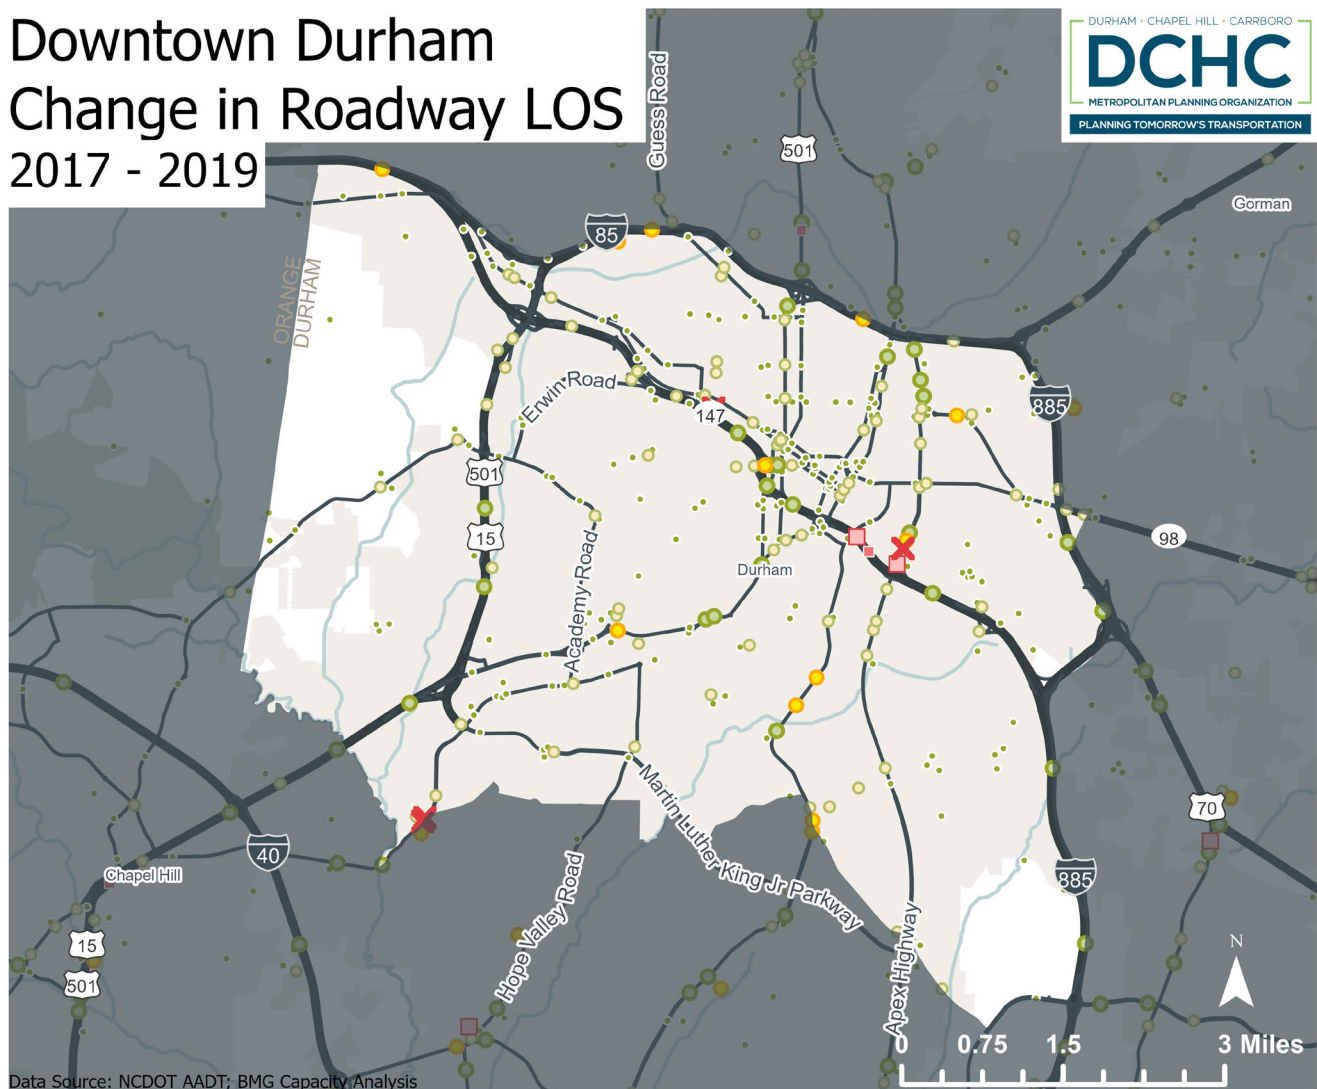 Downtown Durham
Change in Roadway LOS
2017 - 2019
DURHAM · CHAPEL HILL · CARRBORO
DCHC
METROPOLITAN PLANNING ORGANIZATION
PLANNING TOMORROW'S TRANSPORTATION
Guess Road
501
Gorman
85
ORANGE
DURHAM
Erwin Road
885
147
501
15
98
Academy Road
Durham
Martin Luther King Jr Parkway
70
40
Chapel Hill
885
Hope Valley Road
Apex Highway
15
501
N
0 0.75 1.5 3 Miles
Data Source: NCDOT AADT; BMG Capacity Analysis